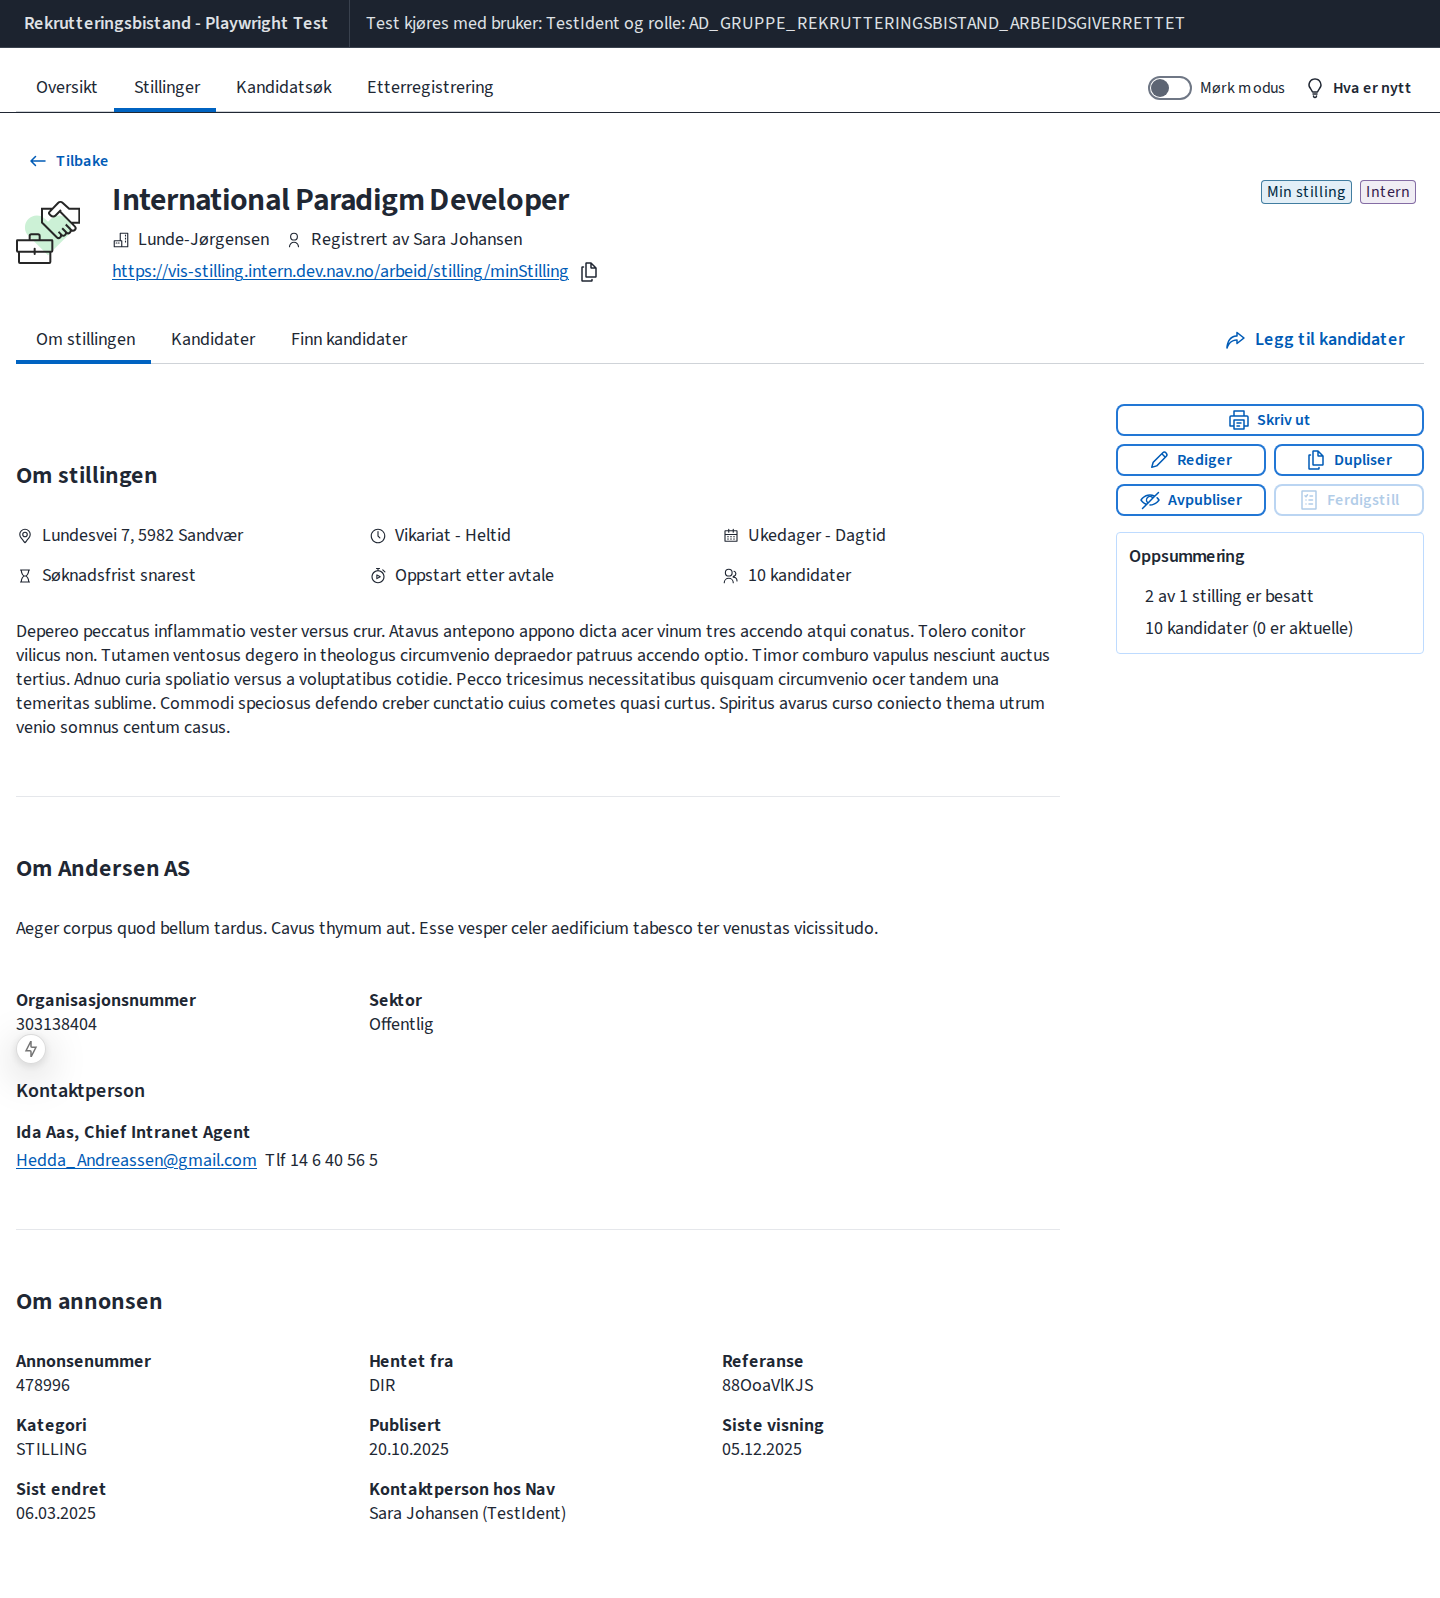 Rekrutteringsbistand - Playwright Test
Test kjøres med bruker: TestIdent og rolle: AD_GRUPPE_REKRUTTERINGSBISTAND_ARBEIDSGIVERRETTET
Oversikt
Stillinger
Kandidatsøk
Etterregistrering
Mørk modus
Hva er nytt
Tilbake
International Paradigm Developer
Min stilling
Intern
Lunde-Jørgensen
Registrert av Sara Johansen
https://vis-stilling.intern.dev.nav.no/arbeid/stilling/minStilling
Om stillingen
Kandidater
Finn kandidater
Legg til kandidater
Skriv ut
Rediger
Dupliser
Avpubliser
Ferdigstill
Oppsummering
2 av 1 stilling er besatt
10 kandidater (0 er aktuelle)
Om stillingen
Lundesvei 7, 5982 Sandvær
Vikariat - Heltid
Ukedager - Dagtid
Søknadsfrist snarest
Oppstart etter avtale
10 kandidater
Depereo peccatus inflammatio vester versus crur. Atavus antepono appono dicta acer vinum tres accendo atqui conatus. Tolero conitor
vilicus non. Tutamen ventosus degero in theologus circumvenio depraedor patruus accendo optio. Timor comburo vapulus nesciunt auctus
tertius. Adnuo curia spoliatio versus a voluptatibus cotidie. Pecco tricesimus necessitatibus quisquam circumvenio ocer tandem una
temeritas sublime. Commodi speciosus defendo creber cunctatio cuius cometes quasi curtus. Spiritus avarus curso coniecto thema utrum
venio somnus centum casus.
Om Andersen AS
Aeger corpus quod bellum tardus. Cavus thymum aut. Esse vesper celer aedificium tabesco ter venustas vicissitudo.
Organisasjonsnummer
303138404
Sektor
Offentlig
Kontaktperson
Ida Aas, Chief Intranet Agent
Hedda_Andreassen@gmail.com Tlf 14 6 40 56 5
Om annonsen
Annonsenummer
478996
Hentet fra
DIR
Referanse
88OoaVlKJS
Kategori
STILLING
Publisert
20.10.2025
Siste visning
05.12.2025
Sist endret
06.03.2025
Kontaktperson hos Nav
Sara Johansen (TestIdent)